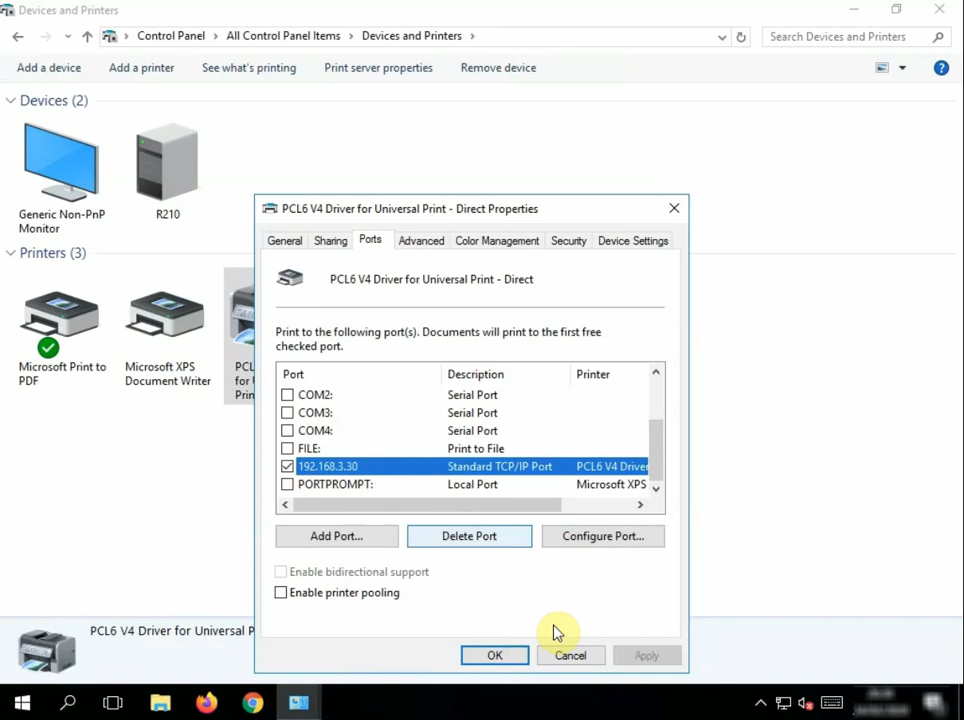 Devices and Printers
Control Panel
All Control Panel Items
Devices and Printers
Search Devices and Printers
Add a device
Add a printer
See what's printing
Print server properties
Remove device
Devices (2)
Generic Non-PnP
Monitor
R210
Printers (3)
Microsoft Print to
PDF
Microsoft XPS
Document Writer
PCL
for U
Prin
PCL6 V4 Driver for Universal Print - Direct Properties
General
Sharing
Ports
Advanced
Color Management
Security
Device Settings
PCL6 V4 Driver for Universal Print - Direct
Print to the following port(s). Documents will print to the first free
checked port.
Port
Description
Printer
COM2:
Serial Port
COM3:
Serial Port
COM4:
Serial Port
FILE:
Print to File
192.168.3.30
Standard TCP/IP Port
PCL6 V4 Driver
PORTPROMPT:
Local Port
Microsoft XPS
Add Port...
Delete Port
Configure Port...
Enable bidirectional support
Enable printer pooling
OK
Cancel
Apply
PCL6 V4 Driver for Universal P